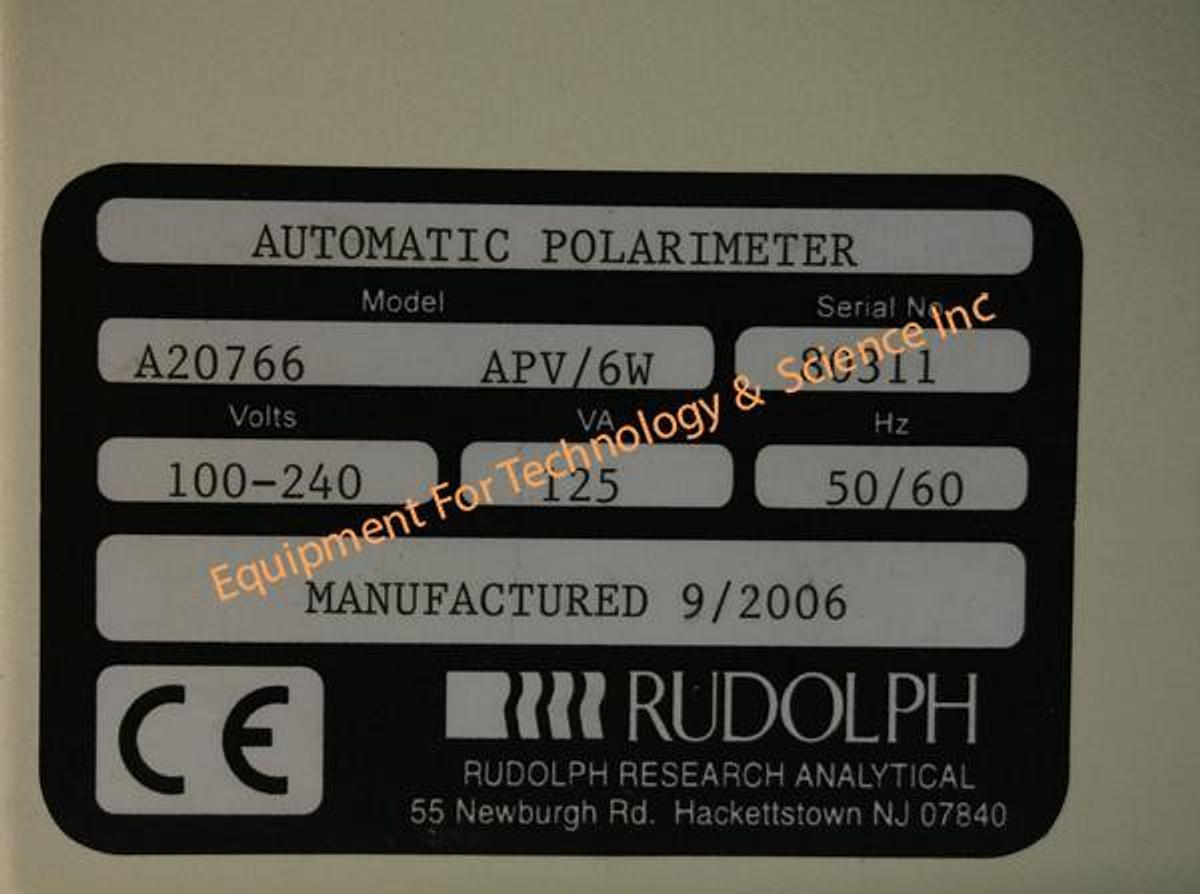 AUTOMATIC POLARIMETER
Model Serial No
A20766 APV/6W 80311
Volts VA Hz
100-240 125 50/60
Equipment For Technology & Science Inc
MANUFACTURED 9/2006
CE RUDOLPH
RUDOLPH RESEARCH ANALYTICAL
55 Newburgh Rd. Hackettstown NJ 07840